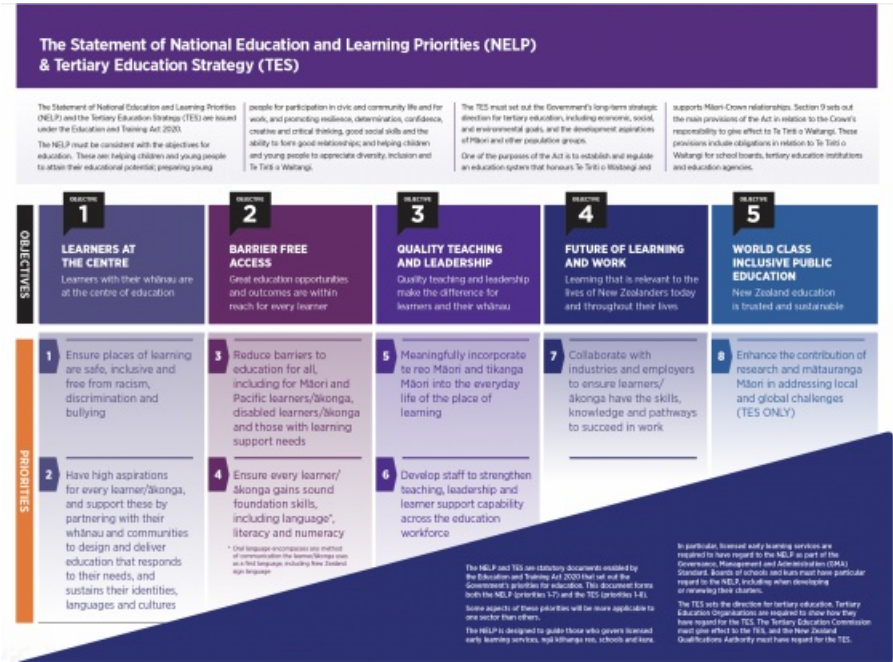 The Statement of National Education and Learning Priorities (NELP)
& Tertiary Education Strategy (TES)
The Statement of National Education and Learning Priorities
(NELP) and the Tertiary Education Strategy (TES) are issued
under the Education and Training Act 2020.
The NELP must be consistent with the objectives for
education. These are: helping children and young people
to attain their educational potential; preparing young
people for participation in civic and community life and for
work, and promoting resilience, determination, confidence,
creative and critical thinking, good social skills and the
ability to form good relationships; and helping children
and young people to appreciate diversity, inclusion and
Te Tiriti o Waitangi.
The TES must set out the Government's long-term strategic
direction for tertiary education, including economic, social,
and environmental goals, and the development aspirations
of Māori and other population groups.
One of the purposes of the Act is to establish and regulate
an education system that honours Te Tiriti o Waitangi and
supports Māori-Crown relationships. Section 9 sets out
the main provisions of the Act in relation to the Crown's
responsibility to give effect to Te Tiriti o Waitangi. These
provisions include obligations in relation to Te Tiriti o
Waitangi for school boards, tertiary education institutions
and education agencies.
OBJECTIVES
OBJECTIVE
1
LEARNERS AT
THE CENTRE
Learners with their whānau are
at the centre of education
OBJECTIVE
2
BARRIER FREE
ACCESS
Great education opportunities
and outcomes are within
reach for every learner
OBJECTIVE
3
QUALITY TEACHING
AND LEADERSHIP
Quality teaching and leadership
make the difference for
learners and their whānau
OBJECTIVE
4
FUTURE OF LEARNING
AND WORK
Learning that is relevant to the
lives of New Zealanders today
and throughout their lives
OBJECTIVE
5
WORLD CLASS
INCLUSIVE PUBLIC
EDUCATION
New Zealand education
is trusted and sustainable
PRIORITIES
1 Ensure places of learning
are safe, inclusive and
free from racism,
discrimination and
bullying
2 Have high aspirations
for every learner/ākonga,
and support these by
partnering with their
whānau and communities
to design and deliver
education that responds
to their needs, and
sustains their identities,
languages and cultures
3 Reduce barriers to
education for all,
including for Māori and
Pacific learners/ākonga,
disabled learners/ākonga
and those with learning
support needs
4 Ensure every learner/
ākonga gains sound
foundation skills,
including language*,
literacy and numeracy
* Oral language encompasses any method
of communication the learner/ākonga uses
as a first language, including New Zealand
sign language
5 Meaningfully incorporate
te reo Māori and tikanga
Māori into the everyday
life of the place of
learning
6 Develop staff to strengthen
teaching, leadership and
learner support capability
across the education
workforce
7 Collaborate with
industries and employers
to ensure learners/
ākonga have the skills,
knowledge and pathways
to succeed in work
8 Enhance the contribution of
research and mātauranga
Māori in addressing local
and global challenges
(TES ONLY)
The NELP and TES are statutory documents enabled by
the Education and Training Act 2020 that set out the
Government's priorities for education. This document forms
both the NELP (priorities 1-7) and the TES (priorities 1-8).
Some aspects of these priorities will be more applicable to
one sector than others.
The NELP is designed to guide those who govern licensed
early learning services, ngā kōhanga reo, schools and kura.
In particular, licensed early learning services are
required to have regard to the NELP as part of the
Governance, Management and Administration (GMA)
Standard. Boards of schools and kura must have particular
regard to the NELP, including when developing
or renewing their charters.
The TES sets the direction for tertiary education. Tertiary
Education Organisations are required to show how they
have regard for the TES. The Tertiary Education Commission
must give effect to the TES, and the New Zealand
Qualifications Authority must have regard for the TES.